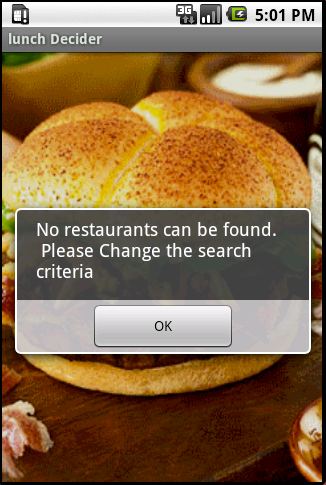 3G 5:01 PM
lunch Decider
No restaurants can be found.
Please Change the search
criteria
OK